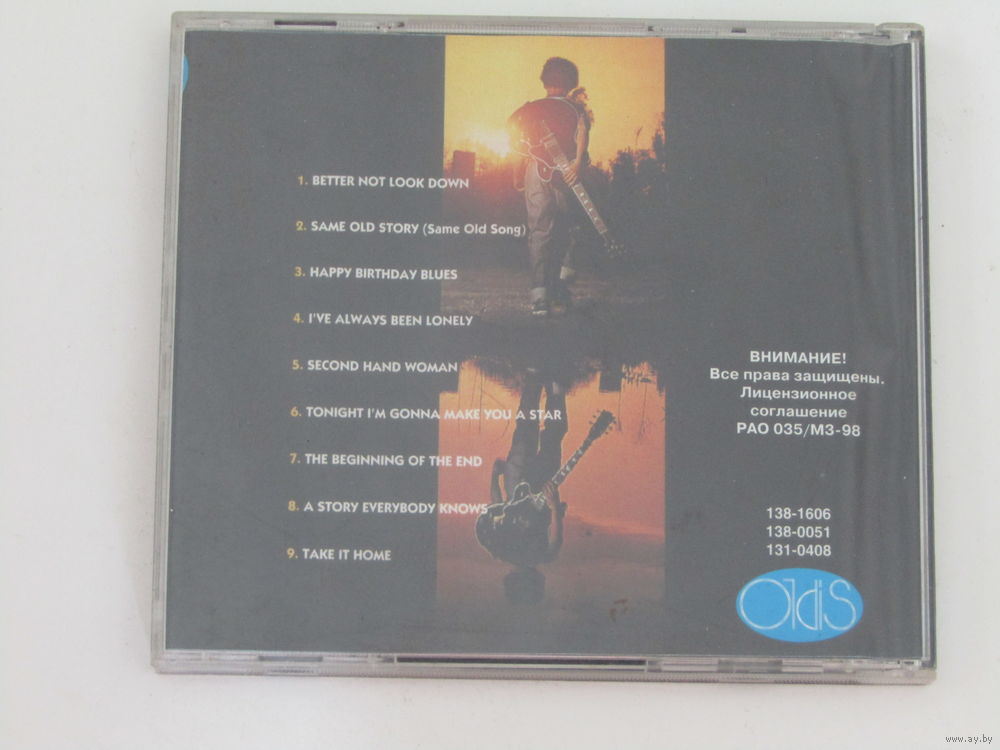 1. BETTER NOT LOOK DOWN
2. SAME OLD STORY (Same Old Song)
3. HAPPY BIRTHDAY BLUES
4. I'VE ALWAYS BEEN LONELY
5. SECOND HAND WOMAN
6. TONIGHT I'M GONNA MAKE YOU A STAR
7. THE BEGINNING OF THE END
8. A STORY EVERYBODY KNOWS
9. TAKE IT HOME
ВНИМАНИЕ!
Все права защищены.
Лицензионное
соглашение
РАО 035/МЗ-98
138-1606
138-0051
131-0408
OldiS
www.ay.by